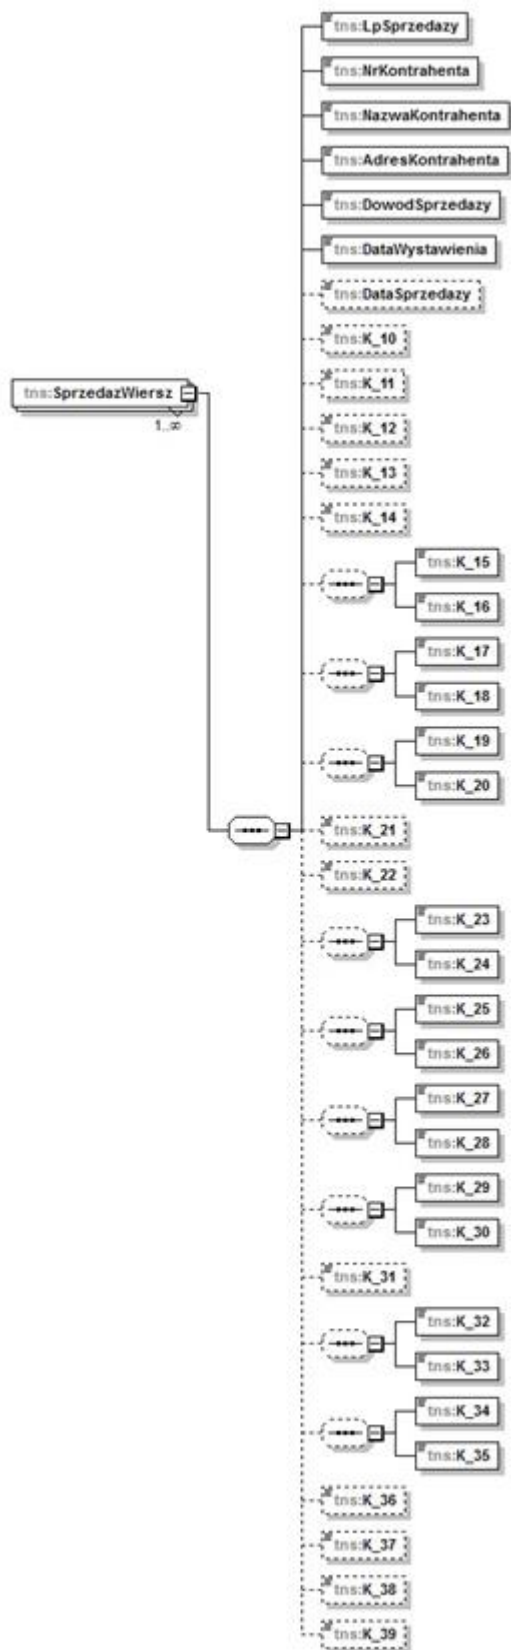 tns:LpSprzedazy
tns:NrKontrahenta
tns:NazwaKontrahenta
tns:AdresKontrahenta
tns:DowodSprzedazy
tns:DataWystawienia
tns:DataSprzedazy
tns:K_10
tns:K_11
tns:SprzedazWiersz
1..∞
tns:K_12
tns:K_13
tns:K_14
tns:K_15
tns:K_16
tns:K_17
tns:K_18
tns:K_19
tns:K_20
tns:K_21
tns:K_22
tns:K_23
tns:K_24
tns:K_25
tns:K_26
tns:K_27
tns:K_28
tns:K_29
tns:K_30
tns:K_31
tns:K_32
tns:K_33
tns:K_34
tns:K_35
tns:K_36
tns:K_37
tns:K_38
tns:K_39